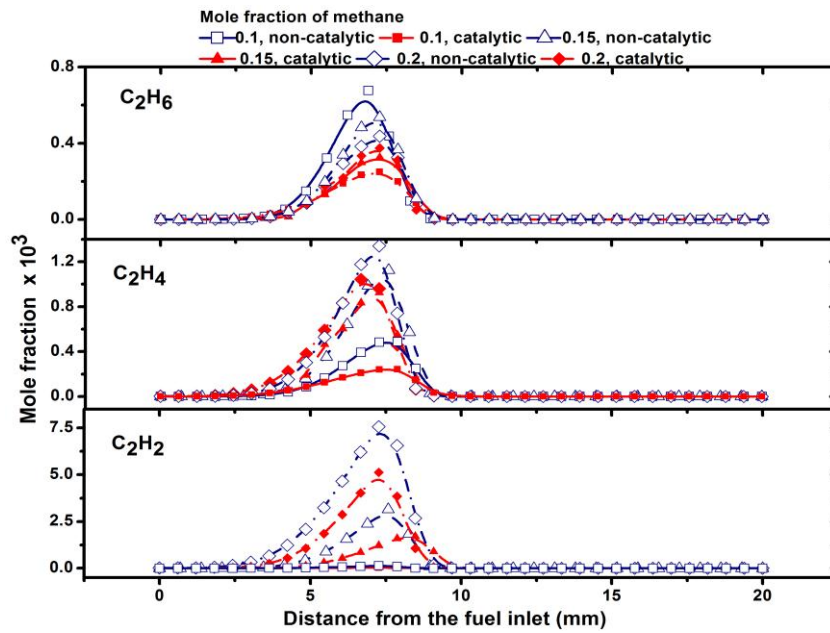 Mole fraction of methane
0.1, non-catalytic 0.1, catalytic 0.15, non-catalytic
0.15, catalytic 0.2, non-catalytic 0.2, catalytic
0.8
C₂H₆
0.4
0.0
C₂H₄
1.2
0.8
0.4
0.0
Mole fraction x 10³
C₂H₂
7.5
5.0
2.5
0.0
0 5 10 15 20
Distance from the fuel inlet (mm)